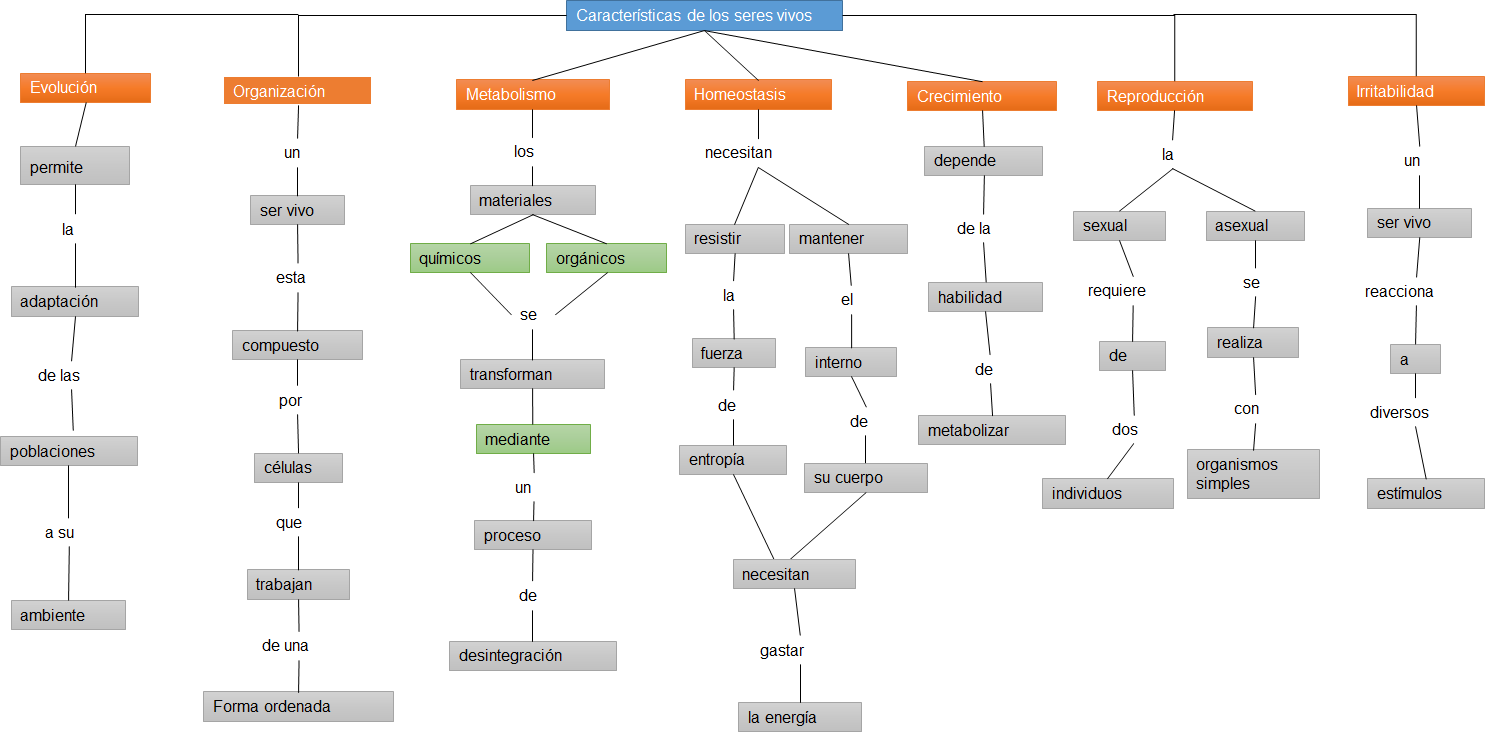 Características de los seres vivos
Evolución
permite
la
adaptación
de las
poblaciones
a su
ambiente
Organización
un
ser vivo
esta
compuesto
por
células
que
trabajan
de una
Forma ordenada
Metabolismo
los
materiales
químicos
orgánicos
se
transforman
mediante
un
proceso
de
desintegración
Homeostasis
necesitan
resistir
la
fuerza
de
entropía
mantener
el
interno
de
su cuerpo
necesitan
gastar
la energía
Crecimiento
depende
de la
habilidad
de
metabolizar
Reproducción
la
sexual
requiere
de
dos
individuos
asexual
se
realiza
con
organismos
simples
Irritabilidad
un
ser vivo
reacciona
a
diversos
estímulos